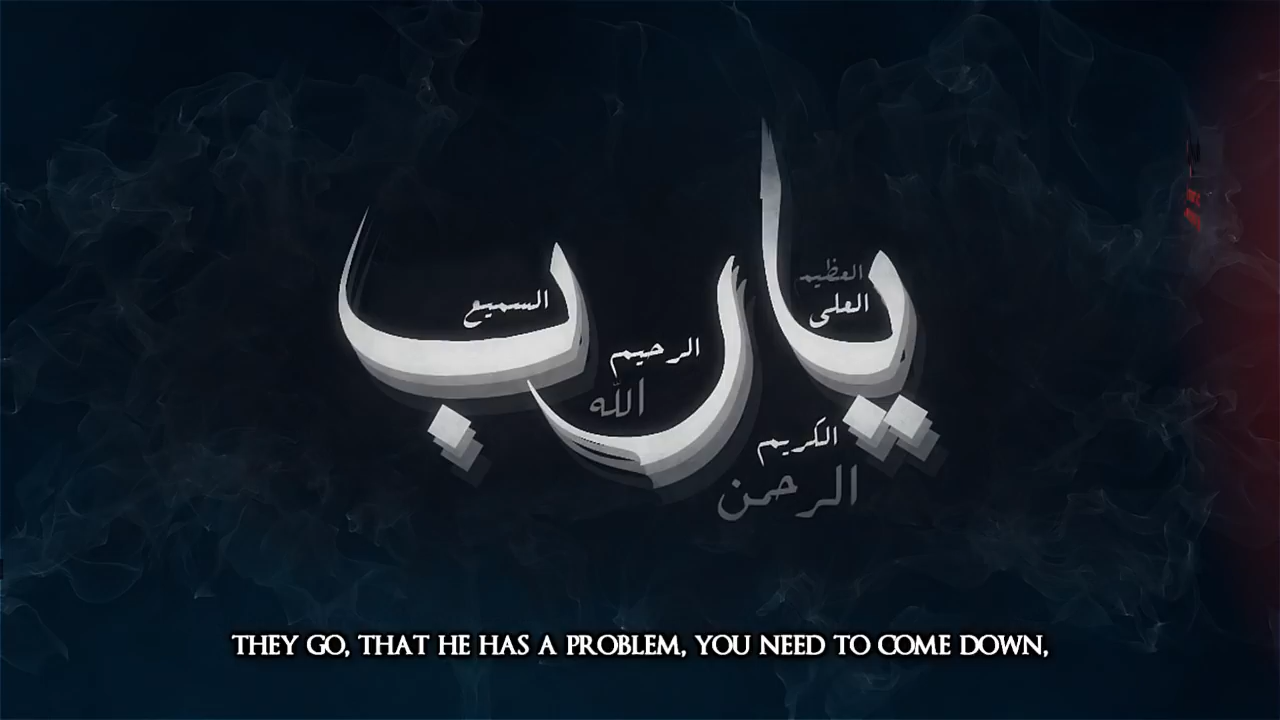 يارب
العظيم
العلى
السميع
الرحيم
الله
الكريم
الرحمن
THEY GO, THAT HE HAS A PROBLEM, YOU NEED TO COME DOWN,